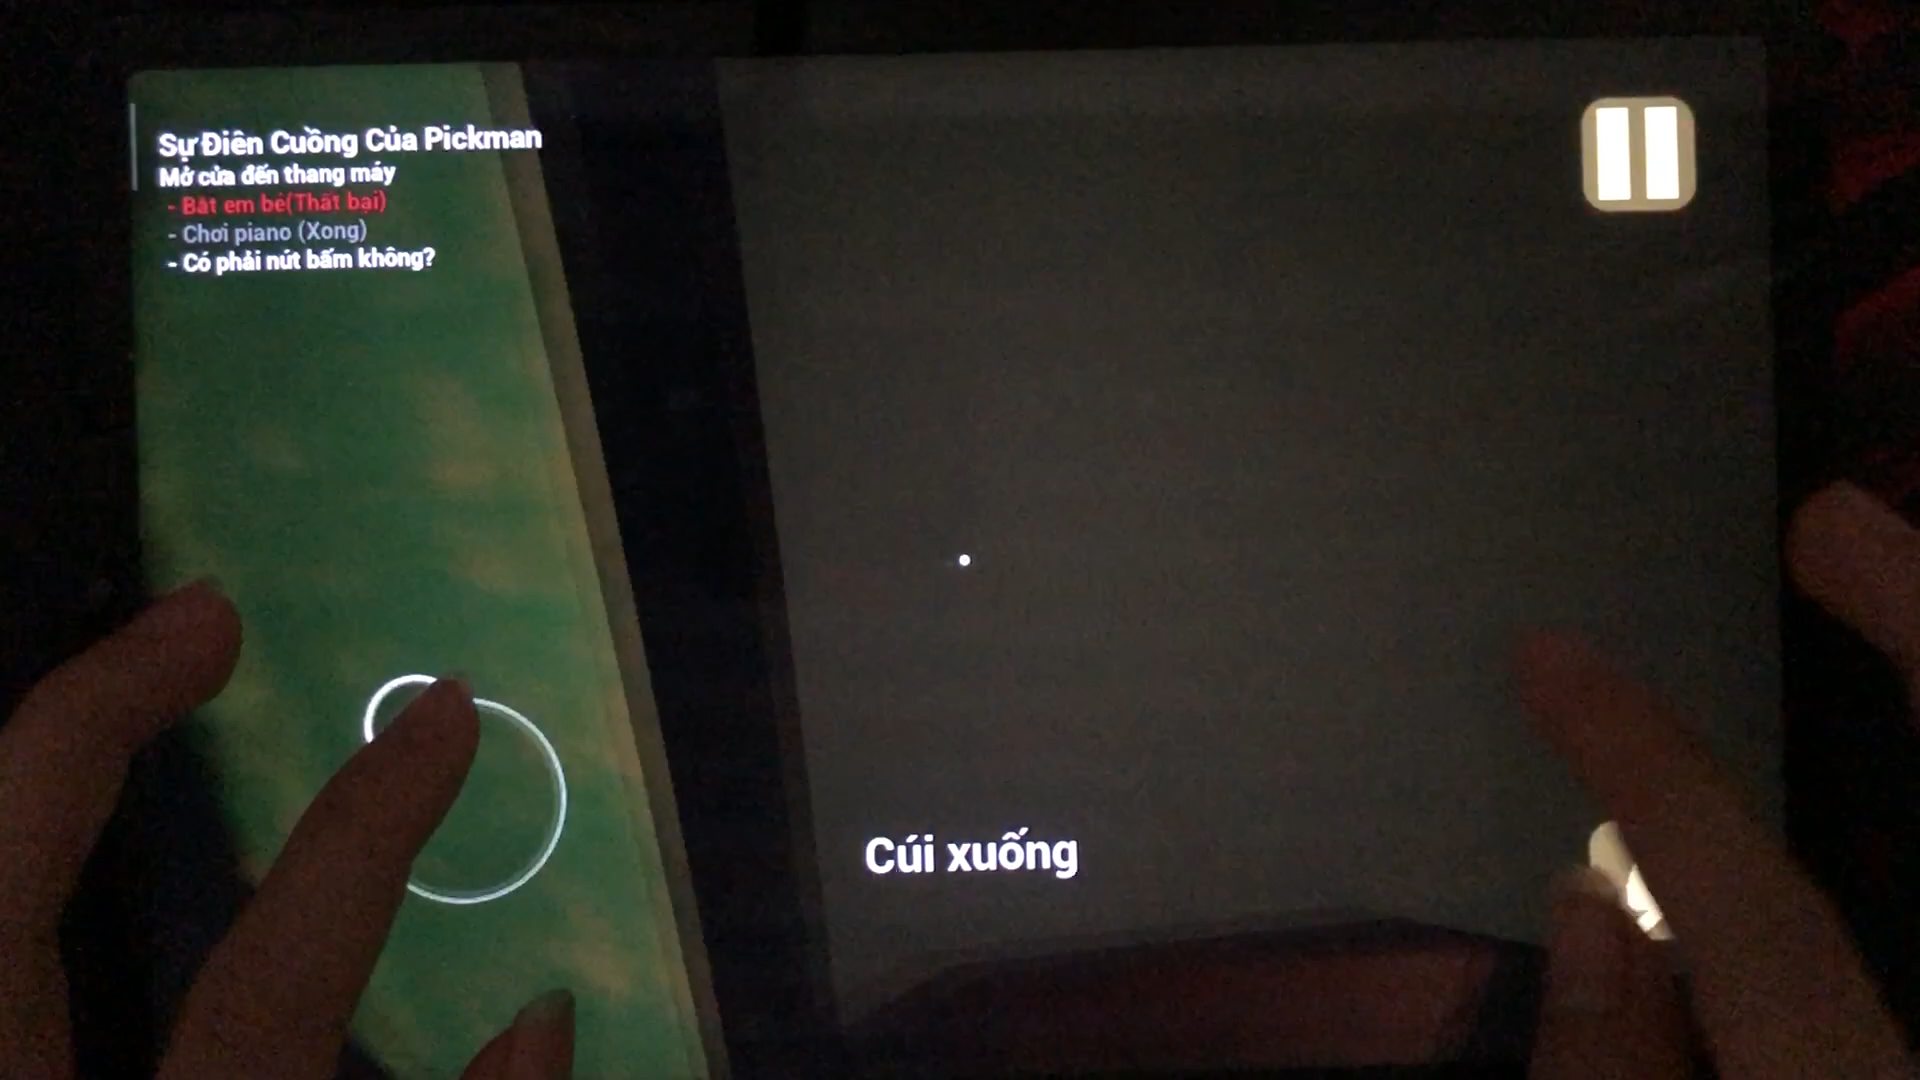 Sự Điên Cuồng Của Pickman
Mở cửa đến thang máy
- Bắt em bé(Thất bại)
- Chơi piano (Xong)
- Có phải nút bấm không?
Cúi xuống